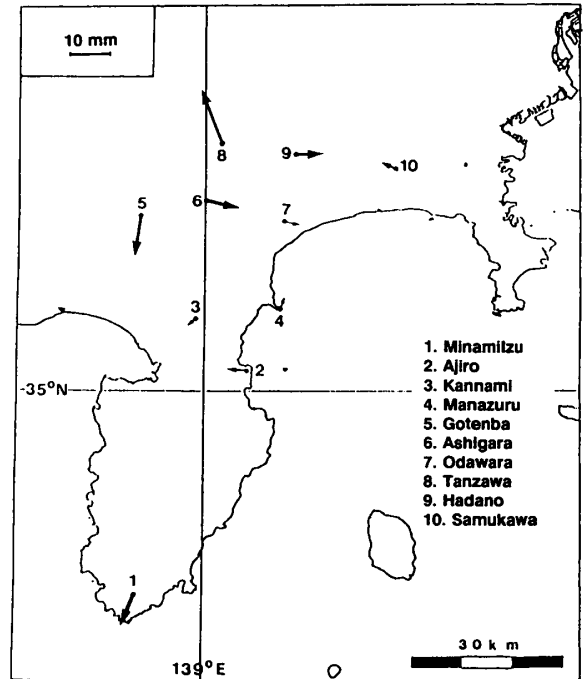 10 mm
8
9
10
5
6
7
3
4
2
-35°N
1. Minamiizu
2. Ajiro
3. Kannami
4. Manazuru
5. Gotenba
6. Ashigara
7. Odawara
8. Tanzawa
9. Hadano
10. Samukawa
1
30 km
139°E